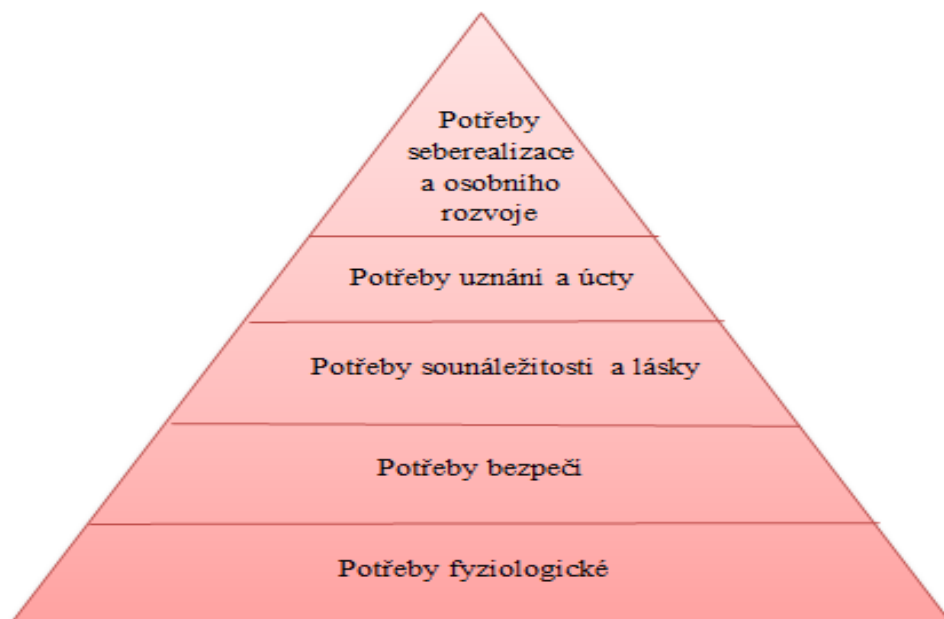 Potřeby
seberealizace
a osobního
rozvoje
Potřeby uznání a úcty
Potřeby sounáležitosti a lásky
Potřeby bezpečí
Potřeby fyziologické